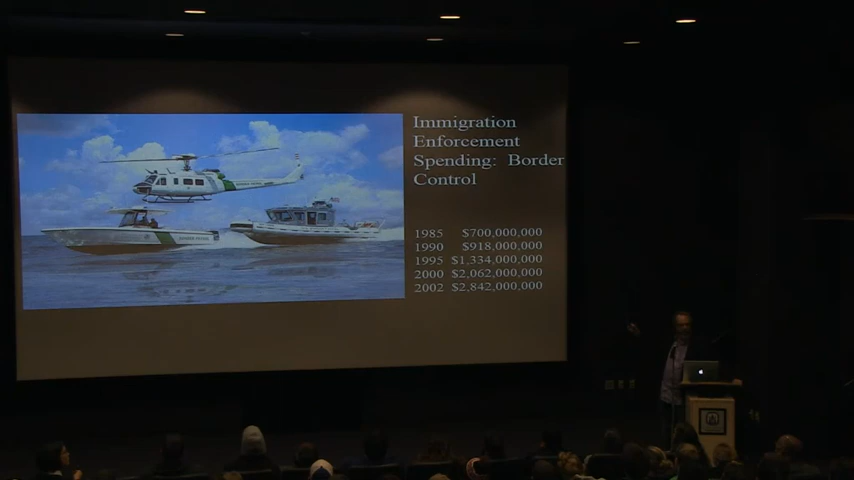 Immigration
Enforcement
Spending: Border
Control
1985 $700,000,000
1990 $918,000,000
1995 $1,334,000,000
2000 $2,062,000,000
2002 $2,842,000,000